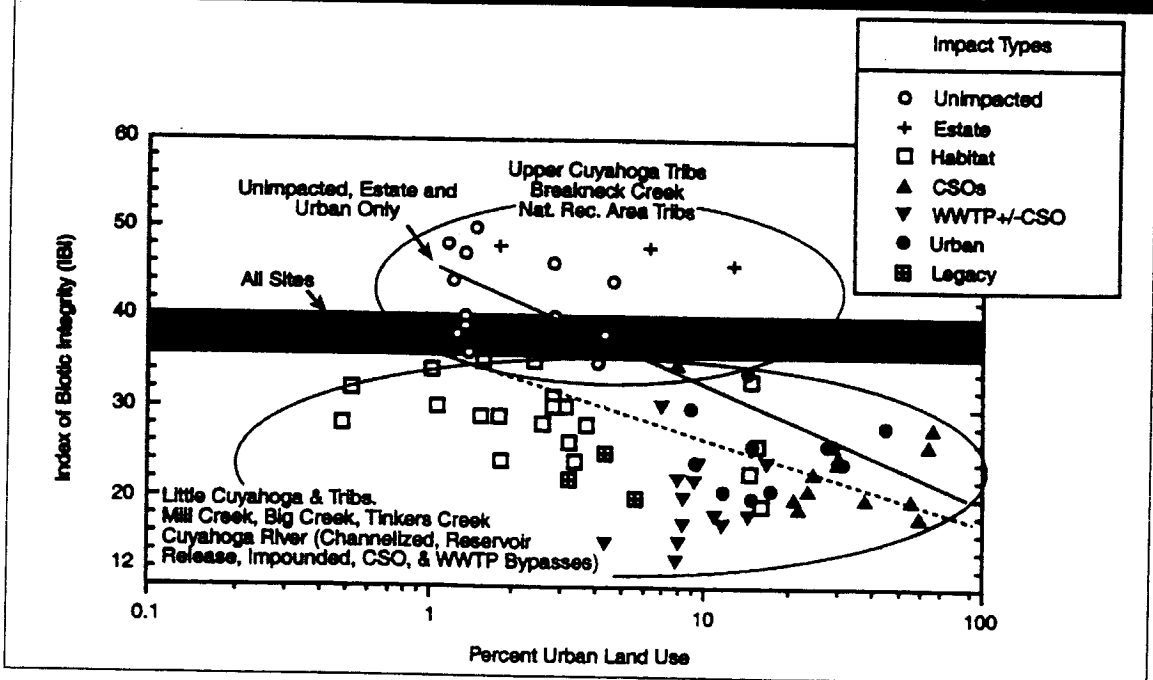 Impact Types
Unimpacted
Estate
Habitat
CSOs
WWTP+/-CSO
Urban
Legacy
60
50
40
30
20
12
Index of Biotic Integrity (IBI)
Unimpacted, Estate and
Urban Only
Upper Cuyahoga Tribs
Breakneck Creek
Nat. Rec. Area Tribs
All Sites
Little Cuyahoga & Tribs.
Mill Creek, Big Creek, Tinkers Creek
Cuyahoga River (Channelized, Reservoir
Release, Impounded, CSO, & WWTP Bypasses)
0.1
1
10
100
Percent Urban Land Use